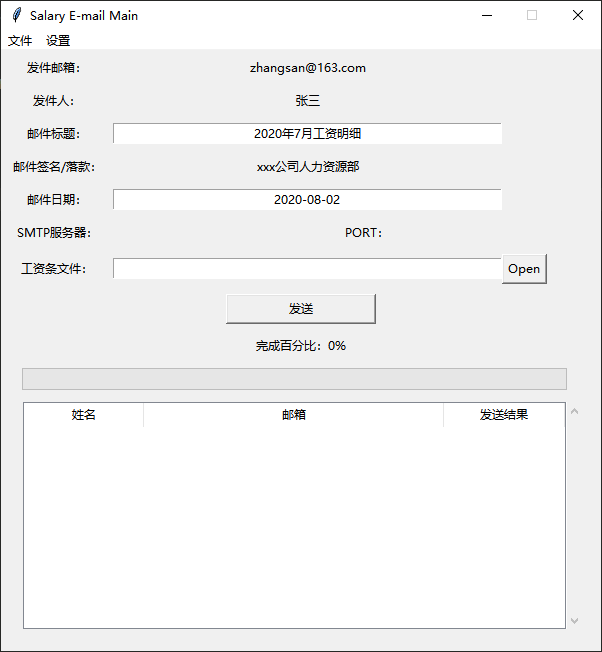 Salary E-mail Main
文件 设置
发件邮箱： zhangsan@163.com
发件人： 张三
邮件标题： 2020年7月工资明细
邮件签名/落款： xxx公司人力资源部
邮件日期： 2020-08-02
SMTP服务器： PORT：
工资条文件： Open
发送
完成百分比：0%
姓名 邮箱 发送结果